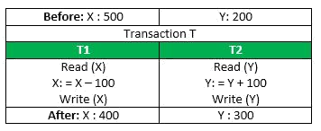 Before: X : 500 Y: 200
Transaction T
T1 T2
Read (X) Read (Y)
X: = X – 100 Y: = Y + 100
Write (X) Write (Y)
After: X : 400 Y : 300